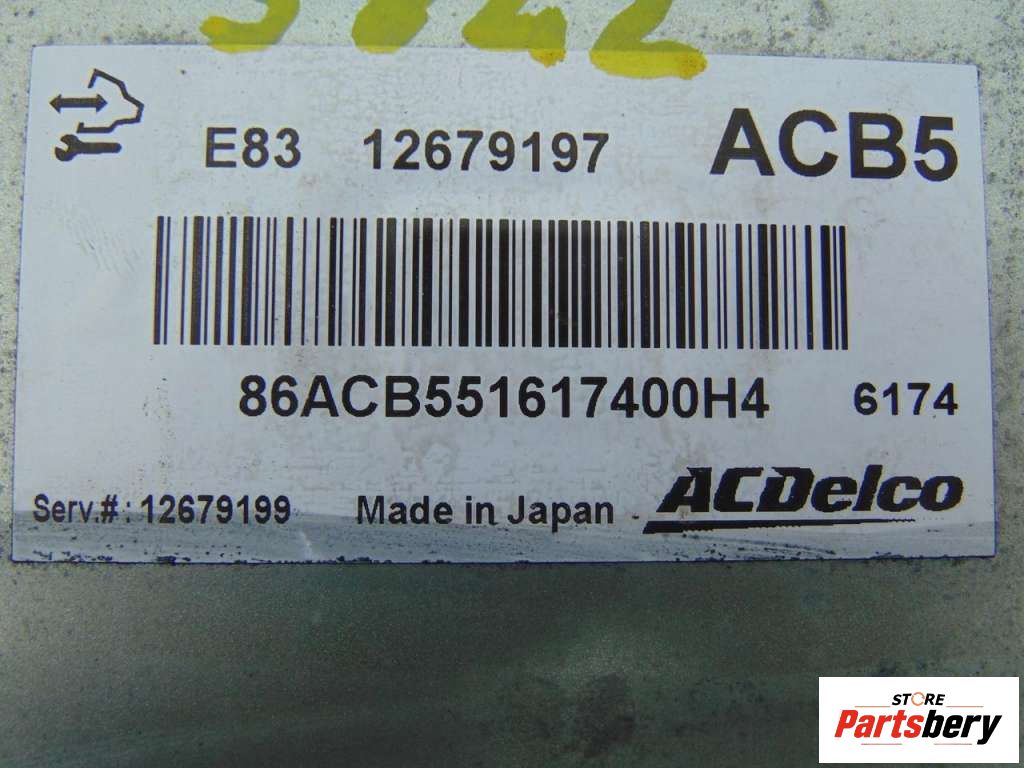 E83 12679197 ACB5
86ACB551617400H4 6174
Serv.#: 12679199 Made in Japan ACDelco
STORE
Partsbery